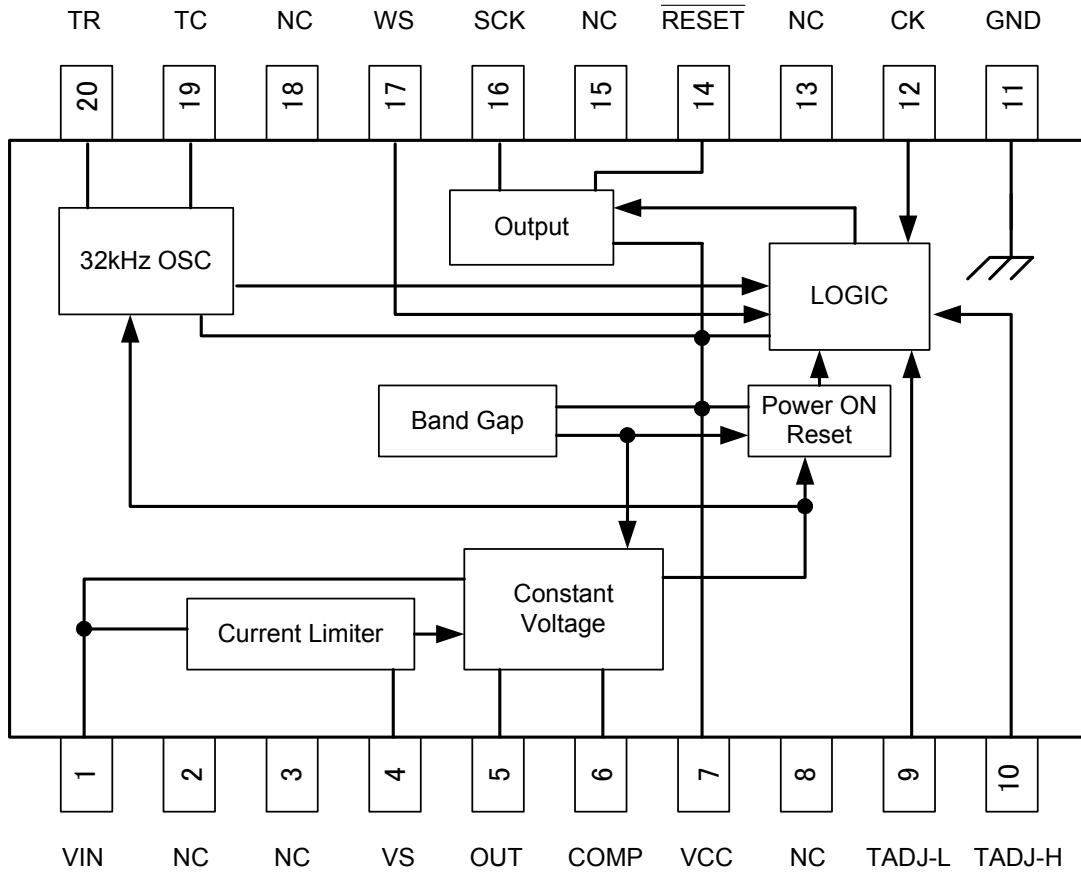 TR TC NC WS SCK NC RESET NC CK GND
20 19 18 17 16 15 14 13 12 11
Output
32kHz OSC
LOGIC
Band Gap
Power ON
Reset
Constant
Voltage
Current Limiter
1 2 3 4 5 6 7 8 9 10
VIN NC NC VS OUT COMP VCC NC TADJ-L TADJ-H